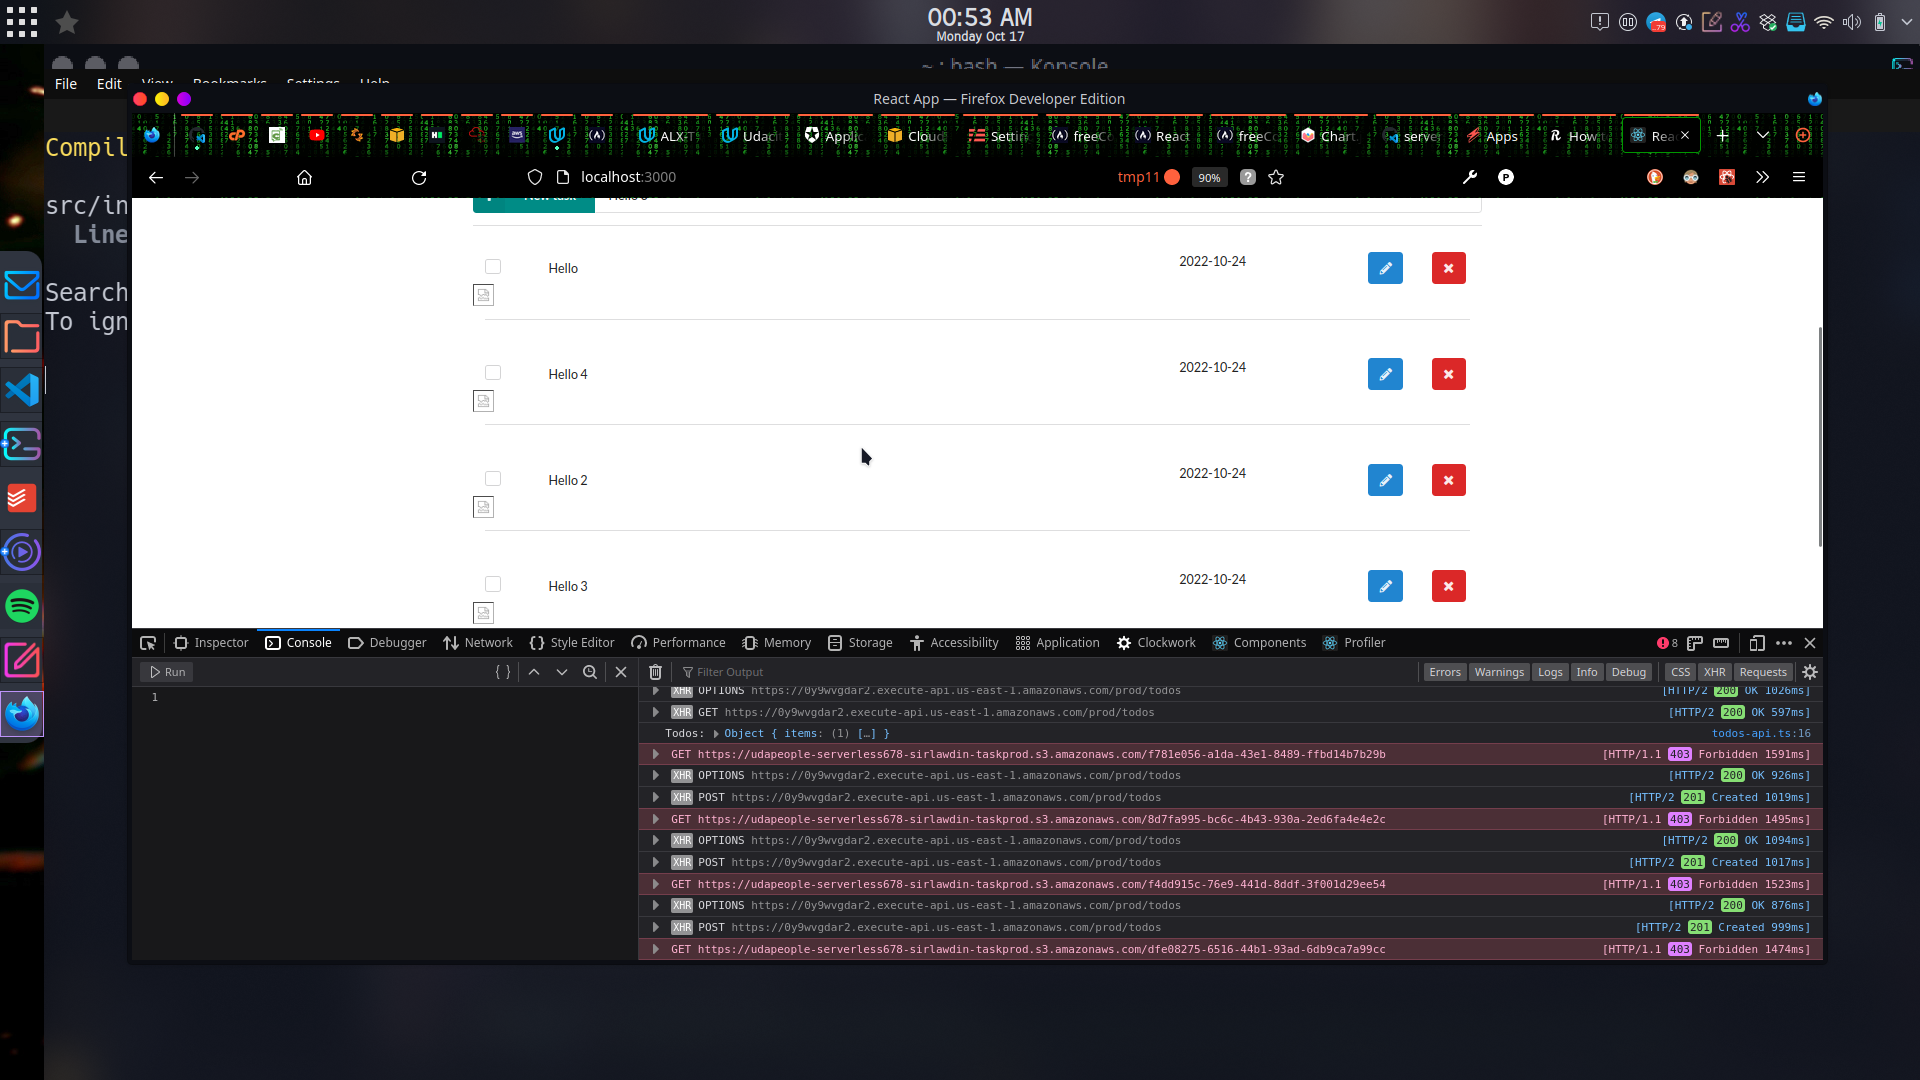 00:53 AM
Monday Oct 17
79
~ : bash — Konsole
File Edit View Bookmarks Settings Help
React App — Firefox Developer Edition
Compil
src/in
Line
Search
To ign
ALX-T
Udac
Cloud
Settin
freeC
React
freeC
Chart
serve
Apps
How
Rea
localhost:3000
tmp11
90%
New task
Hello
2022-10-24
Hello 4
2022-10-24
Hello 2
2022-10-24
Hello 3
2022-10-24
Inspector Console Debugger Network Style Editor Performance Memory Storage Accessibility Application Clockwork Components Profiler 8
Run
Filter Output
Errors Warnings Logs Info Debug CSS XHR Requests
1
XHR OPTIONS https://0y9wvgdar2.execute-api.us-east-1.amazonaws.com/prod/todos [HTTP/2 200 OK 1026ms]
XHR GET https://0y9wvgdar2.execute-api.us-east-1.amazonaws.com/prod/todos [HTTP/2 200 OK 597ms]
Todos: Object { items: (1) […] } todos-api.ts:16
GET https://udapeople-serverless678-sirlawdin-taskprod.s3.amazonaws.com/f781e056-a1da-43e1-8489-ffbd14b7b29b [HTTP/1.1 403 Forbidden 1591ms]
XHR OPTIONS https://0y9wvgdar2.execute-api.us-east-1.amazonaws.com/prod/todos [HTTP/2 200 OK 926ms]
XHR POST https://0y9wvgdar2.execute-api.us-east-1.amazonaws.com/prod/todos [HTTP/2 201 Created 1019ms]
GET https://udapeople-serverless678-sirlawdin-taskprod.s3.amazonaws.com/8d7fa995-bc6c-4b43-930a-2ed6fa4e4e2c [HTTP/1.1 403 Forbidden 1495ms]
XHR OPTIONS https://0y9wvgdar2.execute-api.us-east-1.amazonaws.com/prod/todos [HTTP/2 200 OK 1094ms]
XHR POST https://0y9wvgdar2.execute-api.us-east-1.amazonaws.com/prod/todos [HTTP/2 201 Created 1017ms]
GET https://udapeople-serverless678-sirlawdin-taskprod.s3.amazonaws.com/f4dd915c-76e9-441d-8ddf-3f001d29ee54 [HTTP/1.1 403 Forbidden 1523ms]
XHR OPTIONS https://0y9wvgdar2.execute-api.us-east-1.amazonaws.com/prod/todos [HTTP/2 200 OK 876ms]
XHR POST https://0y9wvgdar2.execute-api.us-east-1.amazonaws.com/prod/todos [HTTP/2 201 Created 999ms]
GET https://udapeople-serverless678-sirlawdin-taskprod.s3.amazonaws.com/dfe08275-6516-44b1-93ad-6db9ca7a99cc [HTTP/1.1 403 Forbidden 1474ms]